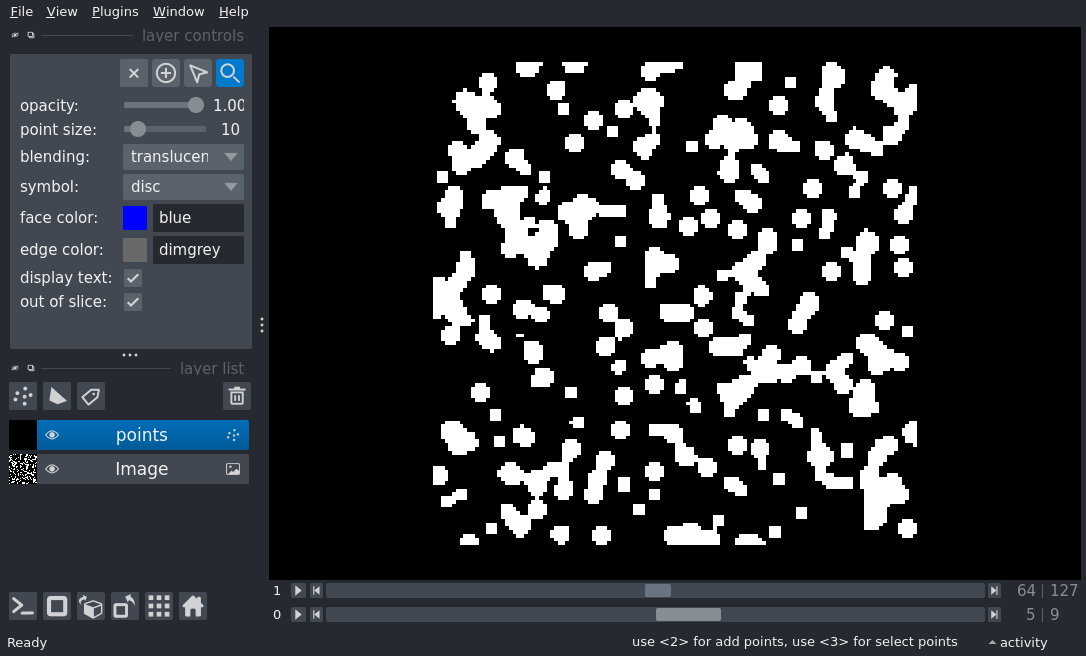 File View Plugins Window Help
layer controls
opacity: 1.00
point size: 10
blending: translucen
symbol: disc
face color: blue
edge color: dimgrey
display text:
out of slice:
layer list
points
Image
1 64 | 127
0 5 | 9
Ready use <2> for add points, use <3> for select points activity